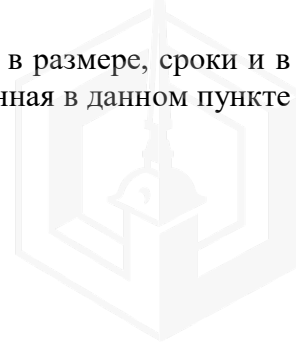 в размере, сроки и в
нная в данном пункте